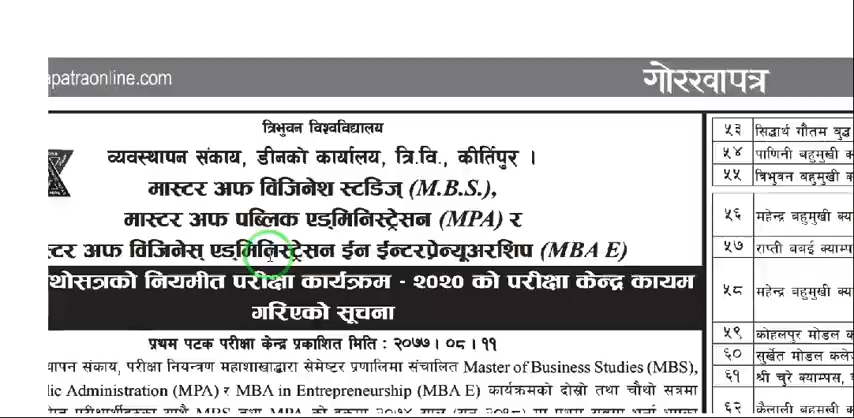 apatraonline.com
गोरखापत्र
त्रिभुवन विश्वविद्यालय
व्यवस्थापन संकाय, डीनको कार्यालय, त्रि.वि., कीर्तिपुर ।
मास्टर अफ विजिनेश स्टडिज् (M.B.S.),
मास्टर अफ पब्लिक एड्मिनिस्ट्रेसन (MPA) र
टर अफ विजिनेस् एड्मिनिस्ट्रेसन ईन ईन्टरप्रेन्यूअरशिप (MBA E)
थोसत्रको नियमीत परीक्षा कार्यक्रम - २०२० को परीक्षा केन्द्र कायम
गरिएको सूचना
प्रथम पटक परीक्षा केन्द्र प्रकाशित मिति : २०७७ । ०८ । ११
थापन संकाय, परीक्षा नियन्त्रण महाशाखाद्वारा सेमेष्टर प्रणालिमा संचालित Master of Business Studies (MBS),
lic Administration (MPA) र MBA in Entrepreneurship (MBA E) कार्यक्रमको दोस्रो तथा चौथो सत्रमा
५३ सिद्धार्थ गौतम बुद्ध
५४ पाणिनी बहुमुखी क
५५ त्रिभुवन बहुमुखी क
५६ महेन्द्र बहुमुखी क्या
५७ राप्ती बबई क्याम्प
५८ महेन्द्र बहुमुखी क्या
५९ कोहलपुर मोडल क
६० सुर्खेत मोडल कले
६१ श्री चुरे क्याम्पस,
६२ कैलाली बहुमुखी क